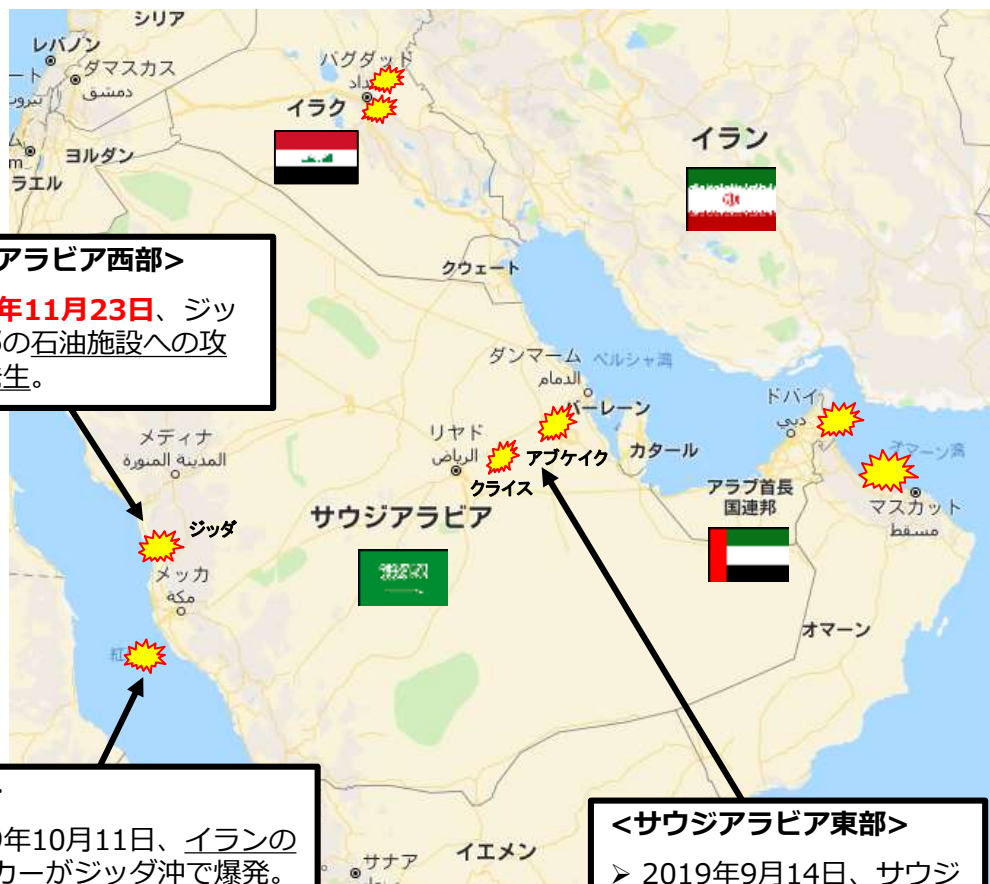 シリア
レバノン
ダマスカス
دمشق
バグダッド
イラク
イラン
ヨルダン
ラエル
アラビア西部>
年11月23日、ジッ
の石油施設への攻
生。
クウェート
ダンマーム
الدمام
ペルシャ湾
バーレーン
カタール
ドバイ
دبي
オマーン湾
マスカット
مسقط
アラブ首長
国連邦
メディナ
المدينة المنورة
リヤド
الرياض
クライス
アブケイク
サウジアラビア
ジッダ
メッカ
مكة
紅
オマーン
年10月11日、イランの
カーがジッダ沖で爆発。
サナア
イエメン
<サウジアラビア東部>
➢ 2019年9月14日、サウジ